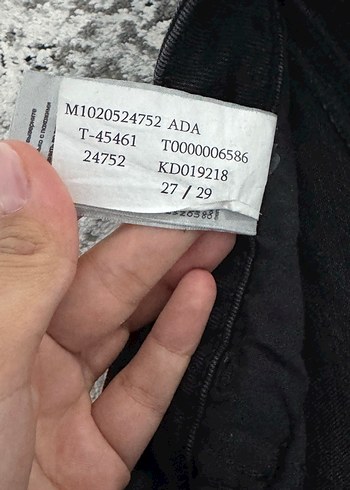 M1020524752 ADA
T-45461 T0000006586
24752 KD019218
27 / 29